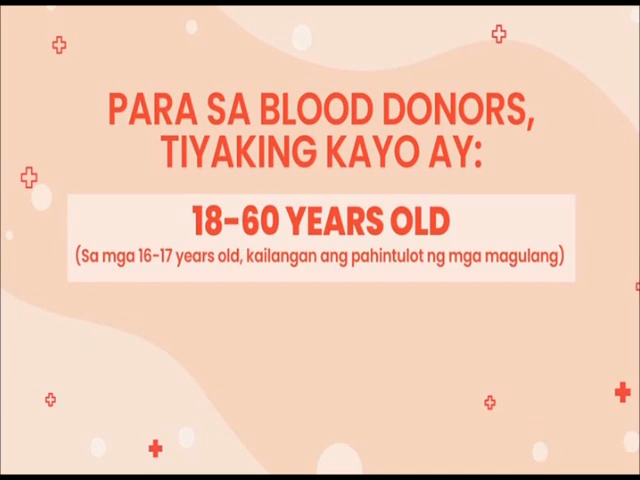 PARA SA BLOOD DONORS,
TIYAKING KAYO AY:
18-60 YEARS OLD
(Sa mga 16-17 years old, kailangan ang pahintulot ng mga magulang)